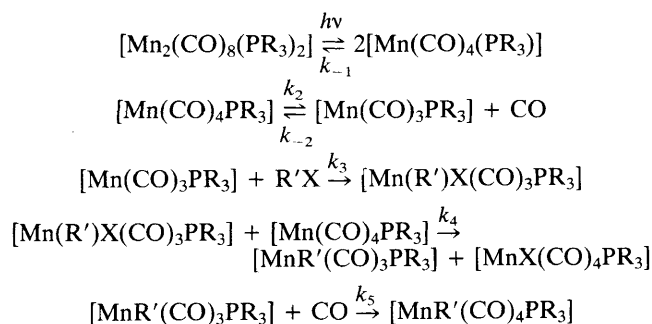 hν
[Mn₂(CO)₈(PR₃)₂] ⇌ 2[Mn(CO)₄(PR₃)]
k₋₁
k₂
[Mn(CO)₄PR₃] ⇌ [Mn(CO)₃PR₃] + CO
k₋₂
[Mn(CO)₃PR₃] + R′X k₃→ [Mn(R′)X(CO)₃PR₃]
[Mn(R′)X(CO)₃PR₃] + [Mn(CO)₄PR₃] k₄→
[MnR′(CO)₃PR₃] + [MnX(CO)₄PR₃]
[MnR′(CO)₃PR₃] + CO k₅→ [MnR′(CO)₄PR₃]